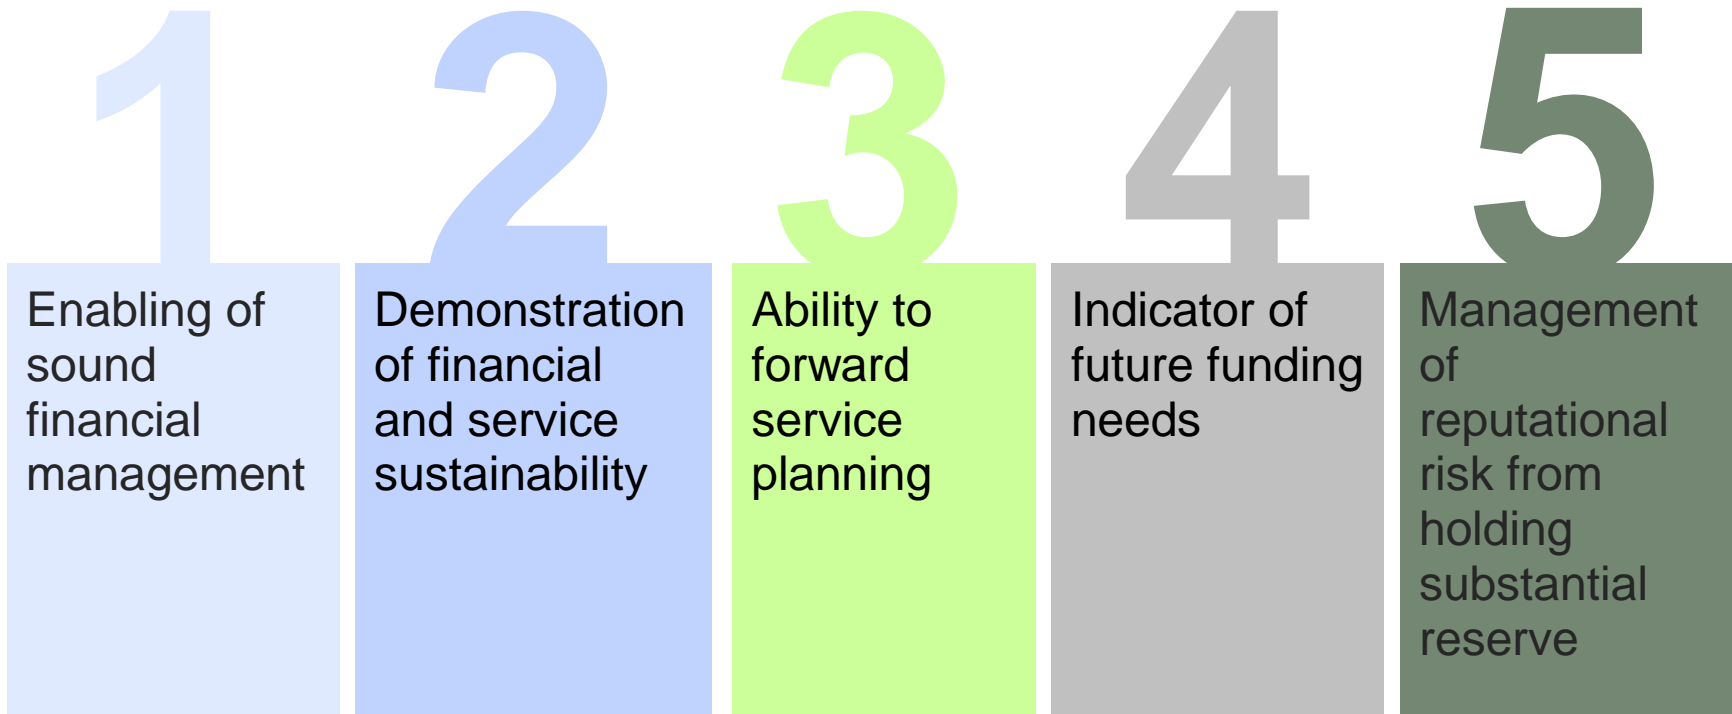 1
Enabling of
sound
financial
management
2
Demonstration
of financial
and service
sustainability
3
Ability to
forward
service
planning
4
Indicator of
future funding
needs
5
Management
of
reputational
risk from
holding
substantial
reserve